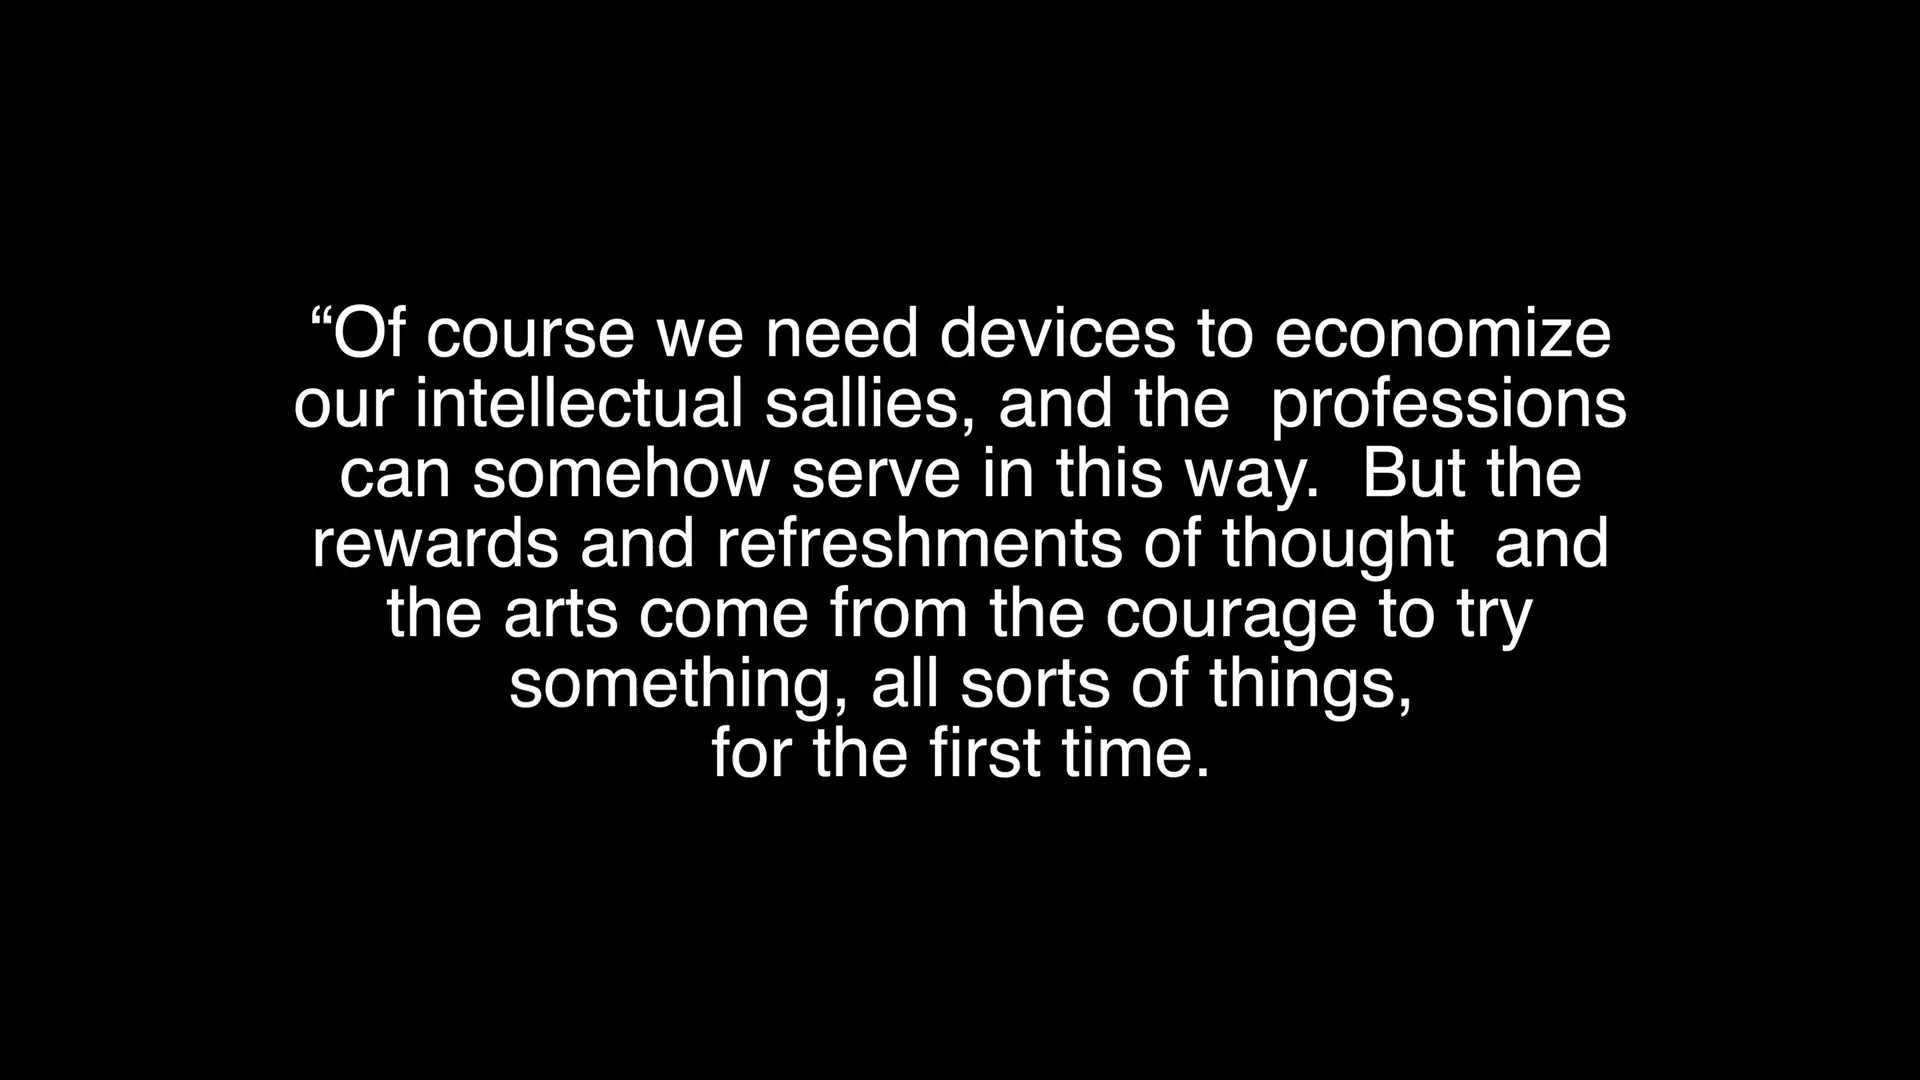 “Of course we need devices to economize
our intellectual sallies, and the  professions
can somehow serve in this way.  But the
rewards and refreshments of thought  and
the arts come from the courage to try
something, all sorts of things,
for the first time.